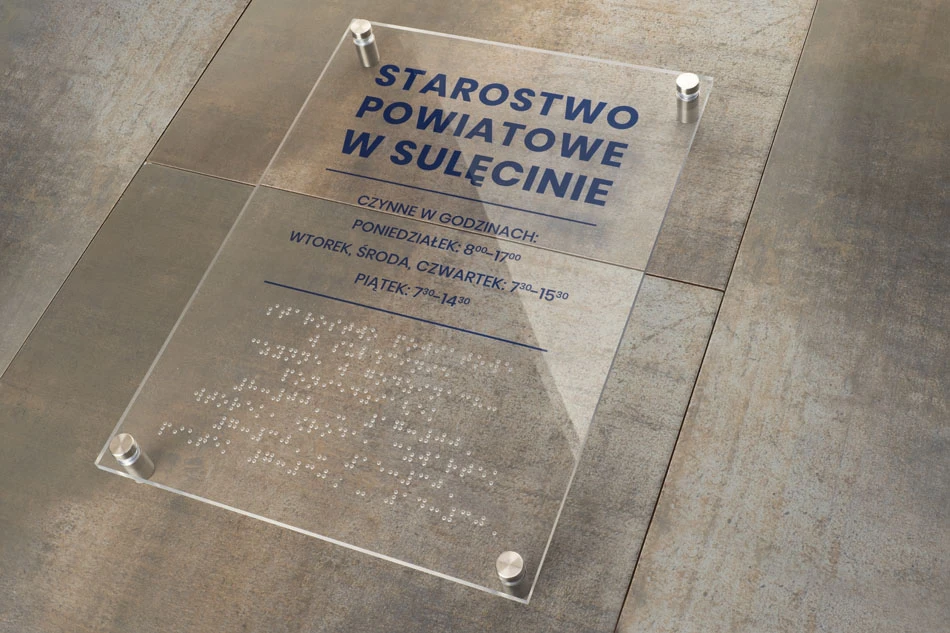 STAROSTWO
POWIATOWE
W SULĘCINIE
CZYNNE W GODZINACH:
PONIEDZIAŁEK: 8⁰⁰–17⁰⁰
WTOREK, ŚRODA, CZWARTEK: 7³⁰–15³⁰
PIĄTEK: 7³⁰–14³⁰